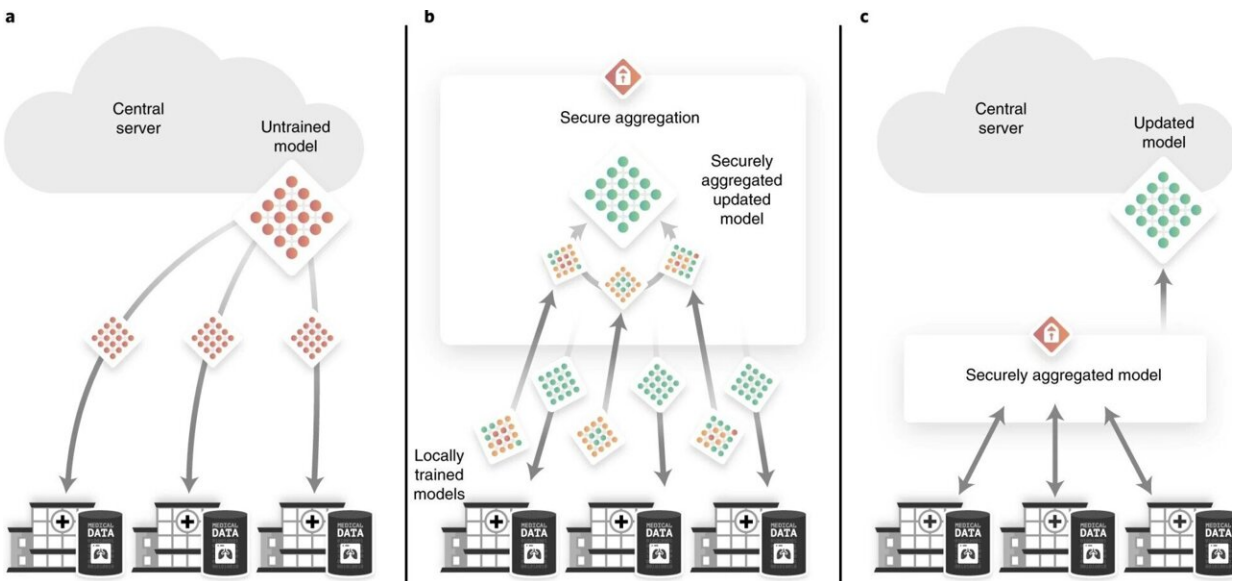 a
Central
server
Untrained
model
MEDICAL
DATA
MEDICAL
DATA
MEDICAL
DATA
b
Secure aggregation
Securely
aggregated
updated
model
Locally
trained
models
MEDICAL
DATA
MEDICAL
DATA
MEDICAL
DATA
c
Central
server
Updated
model
Securely aggregated model
MEDICAL
DATA
MEDICAL
DATA
MEDICAL
DATA